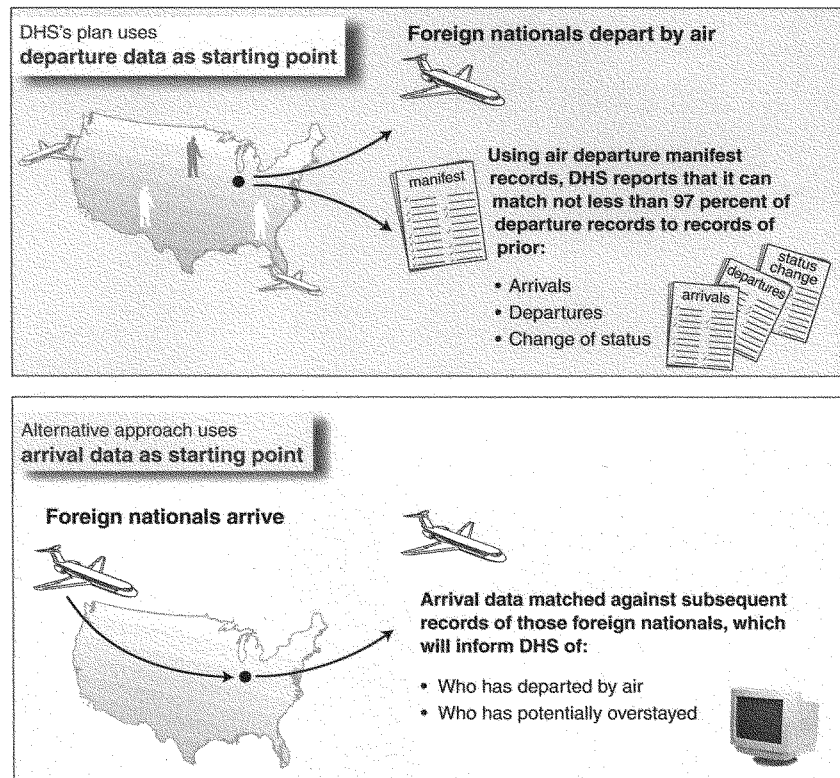 DHS's plan uses
departure data as starting point
Foreign nationals depart by air
manifest
Using air departure manifest
records, DHS reports that it can
match not less than 97 percent of
departure records to records of
prior:
• Arrivals
• Departures
• Change of status
arrivals
departures
status
change
Alternative approach uses
arrival data as starting point
Foreign nationals arrive
Arrival data matched against subsequent
records of those foreign nationals, which
will inform DHS of:
• Who has departed by air
• Who has potentially overstayed